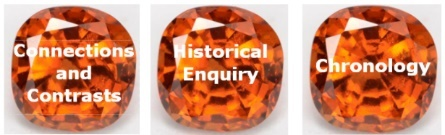 Connections
and
Contrasts
Historical
Enquiry
Chronology